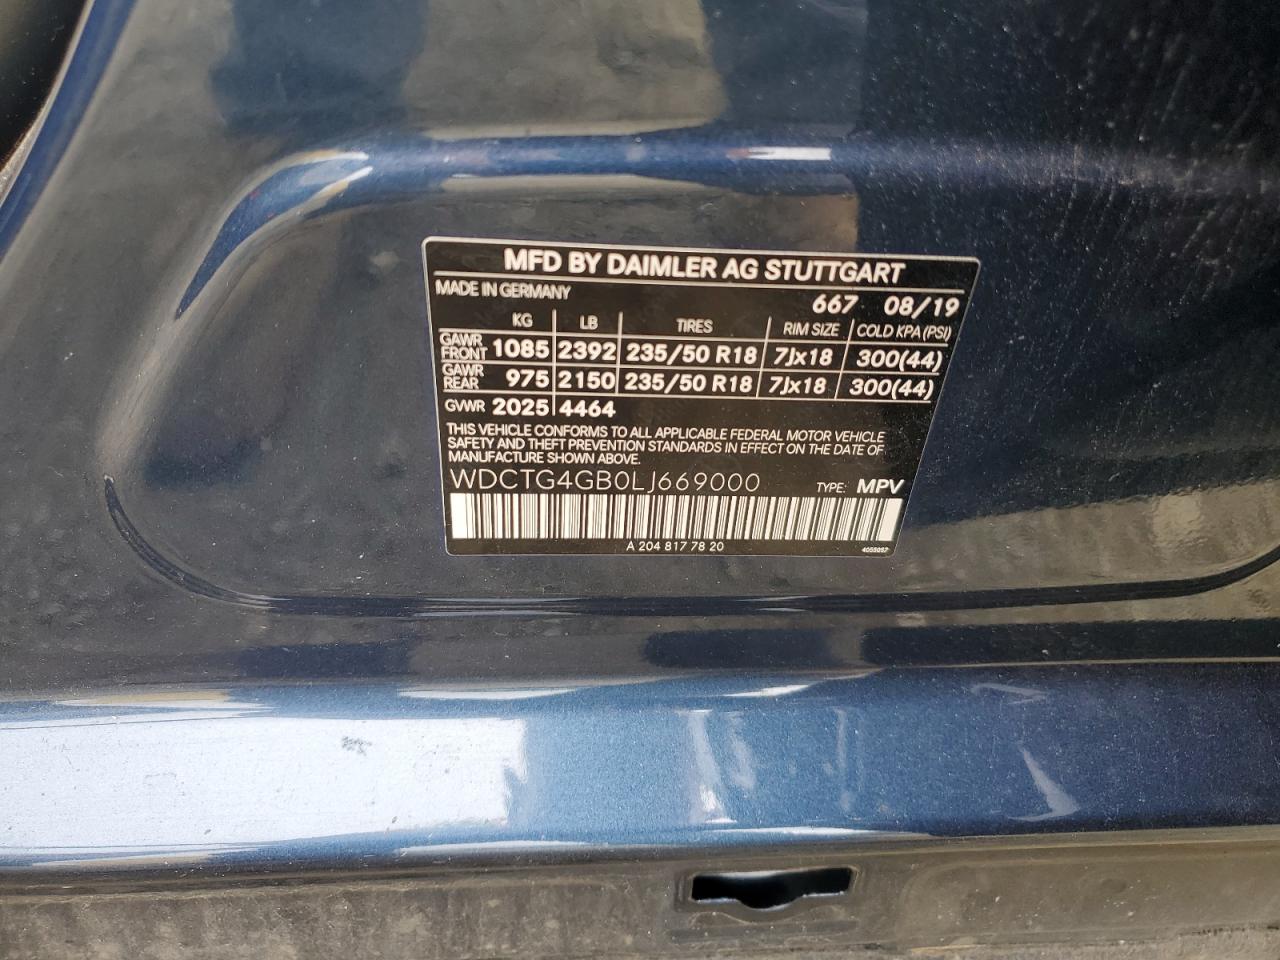 MFD BY DAIMLER AG STUTTGART
MADE IN GERMANY 667 08/19
KG LB TIRES RIM SIZE COLD KPA (PSI)
GAWR FRONT 1085 2392 235/50 R18 7Jx18 300(44)
GAWR REAR 975 2150 235/50 R18 7Jx18 300(44)
GVWR 2025 4464
THIS VEHICLE CONFORMS TO ALL APPLICABLE FEDERAL MOTOR VEHICLE
SAFETY AND THEFT PREVENTION STANDARDS IN EFFECT ON THE DATE OF
MANUFACTURE SHOWN ABOVE.
WDCTG4GB0LJ669000 TYPE: MPV
A 204 817 78 20 4055057